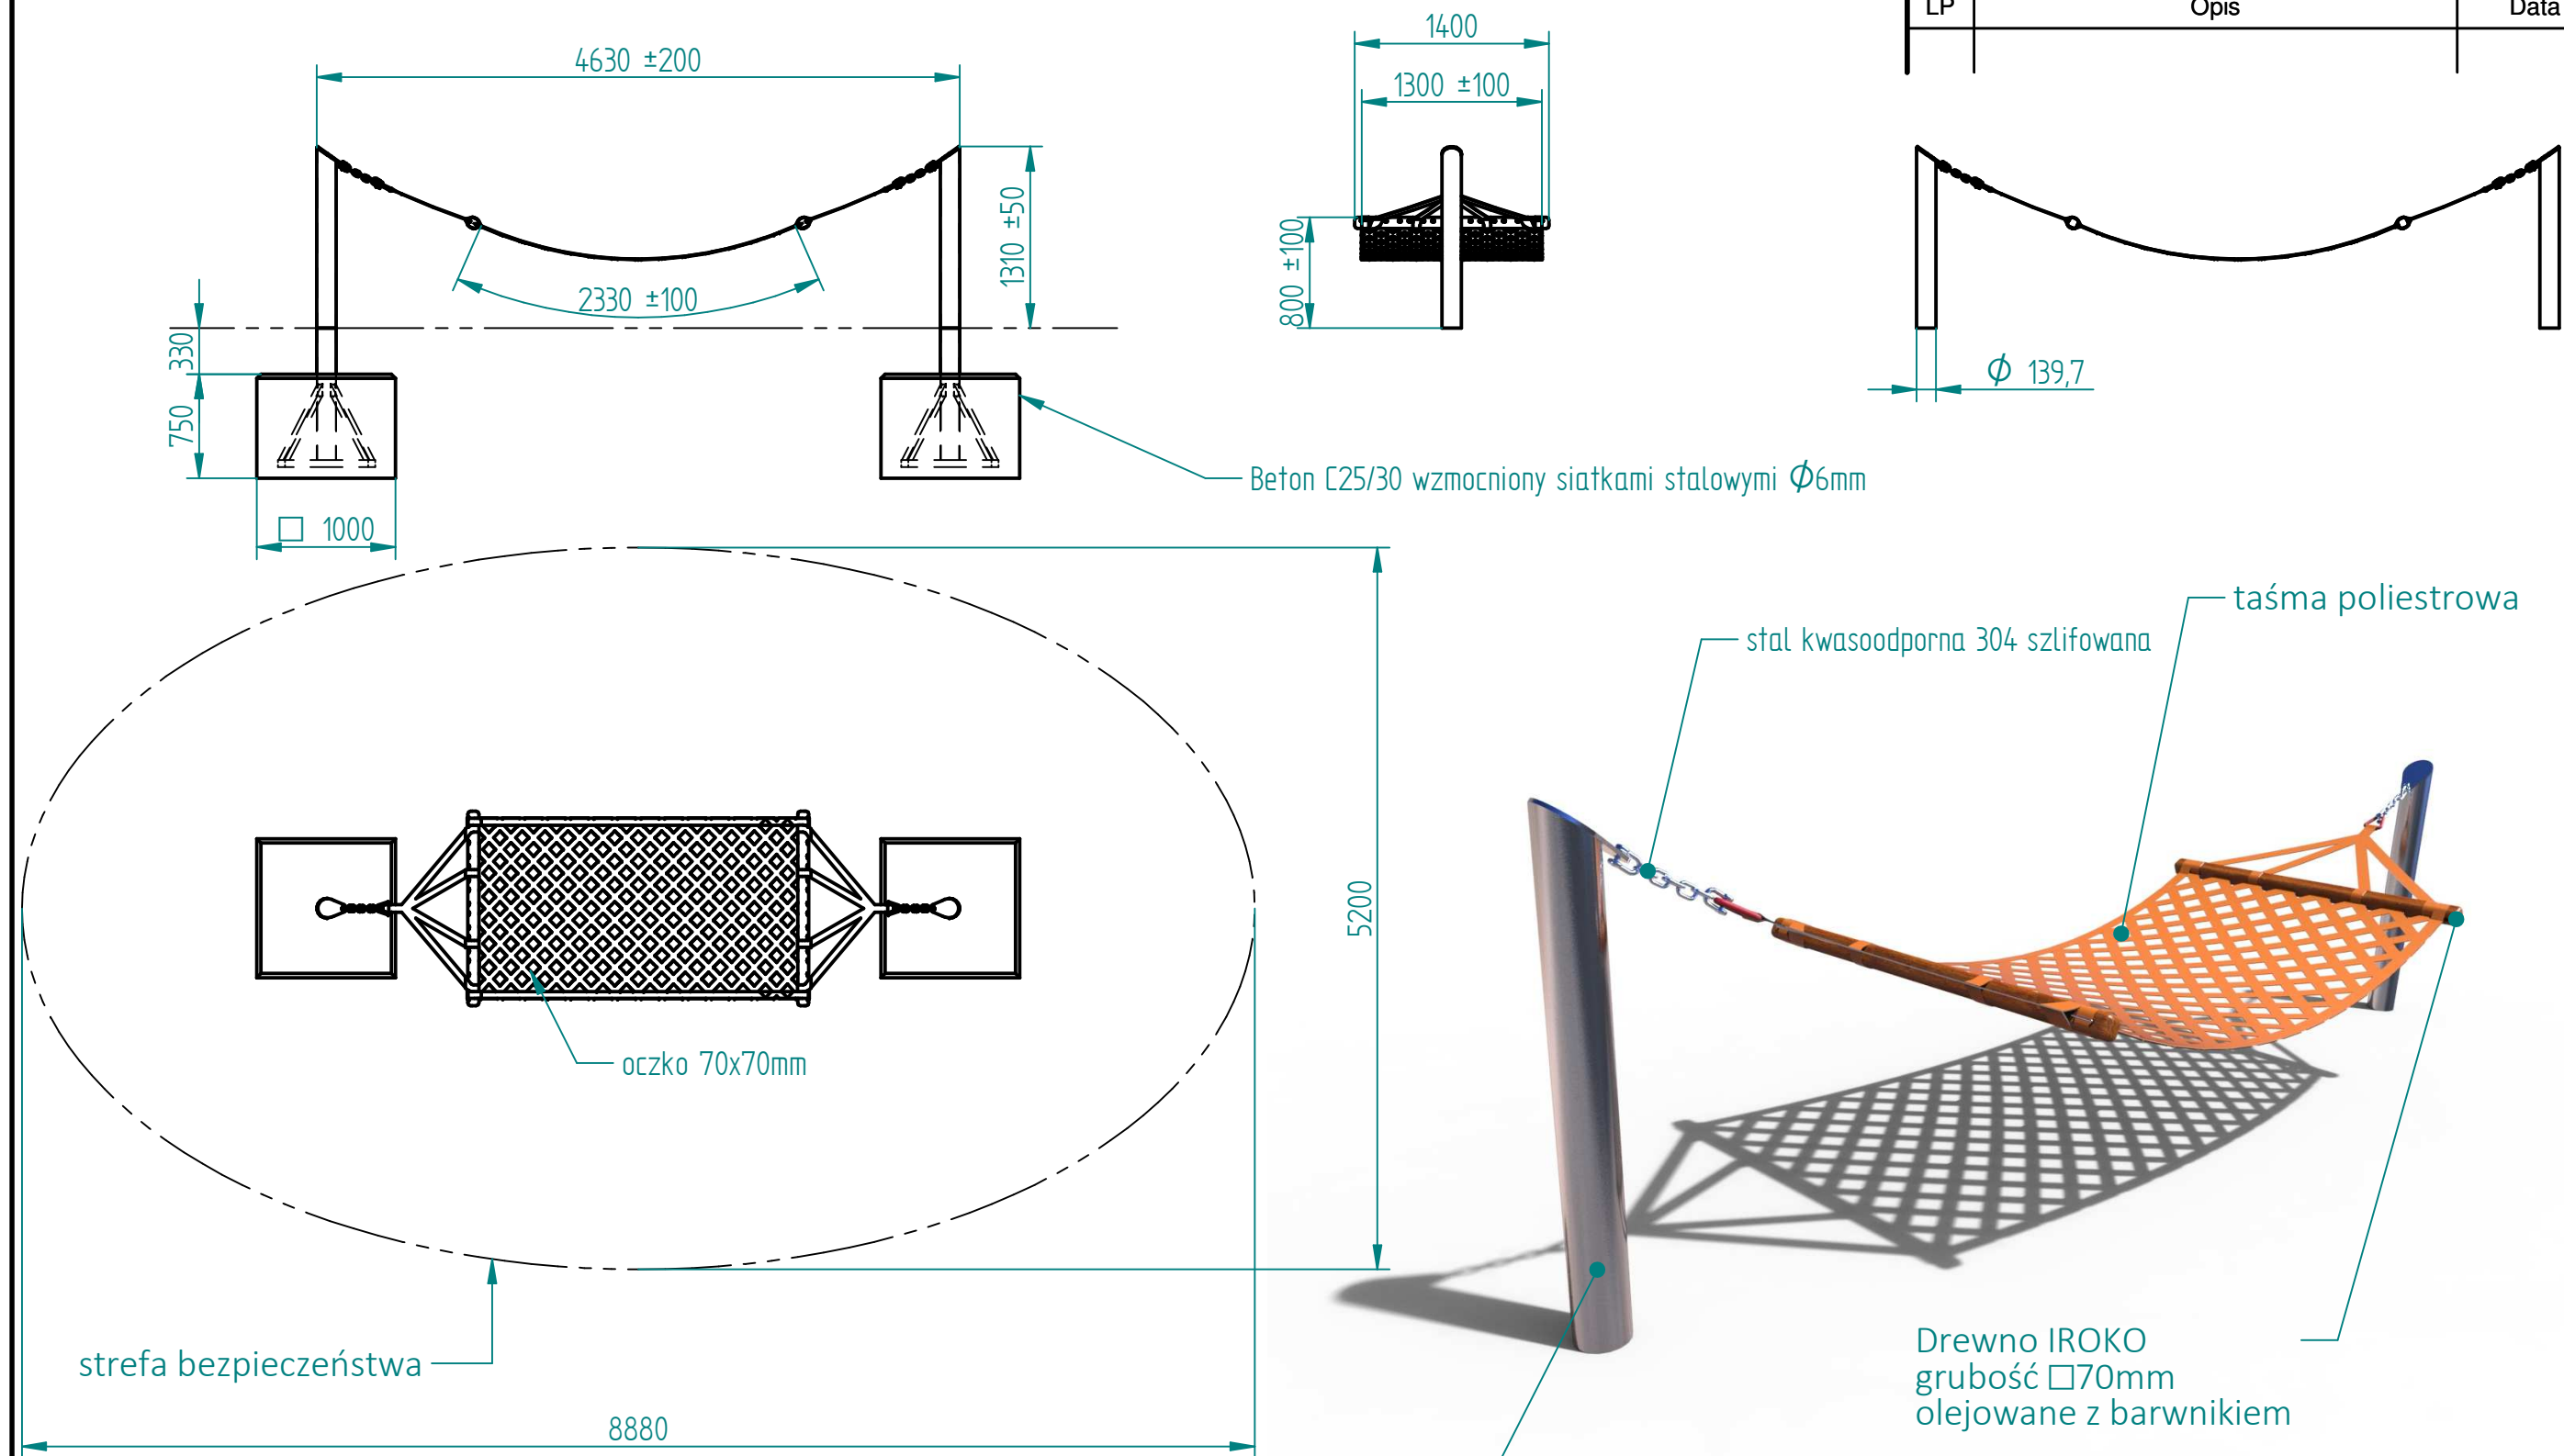 LP Opis Data
4630 ±200
1400
1300 ±100
1310 ±50
800 ±100
2330 ±100
330
750
□ 1000
Φ 139,7
Beton C25/30 wzmocniony siatkami stalowymi Φ6mm
taśma poliestrowa
stal kwasoodporna 304 szlifowana
5200
oczko 70x70mm
strefa bezpieczeństwa
8880
Drewno IROKO
grubość □70mm
olejowane z barwnikiem